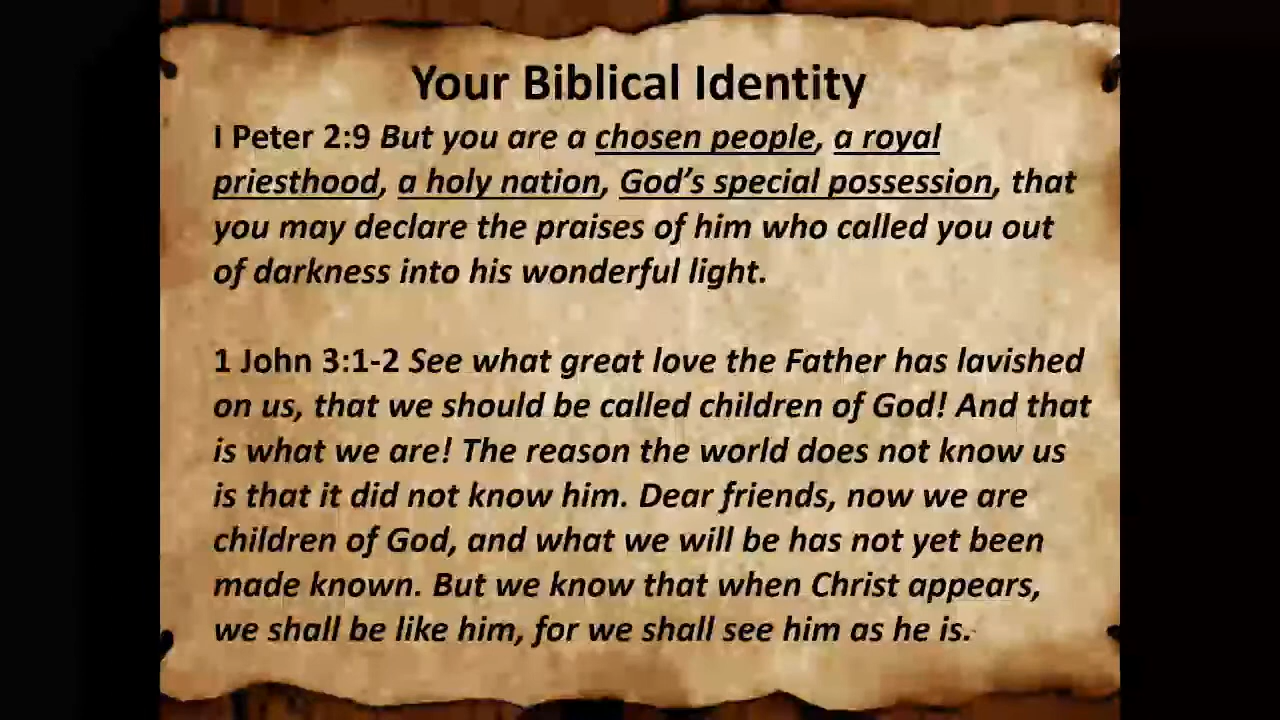 Your Biblical Identity
I Peter 2:9 But you are a chosen people, a royal
priesthood, a holy nation, God’s special possession, that
you may declare the praises of him who called you out
of darkness into his wonderful light.
1 John 3:1-2 See what great love the Father has lavished
on us, that we should be called children of God! And that
is what we are! The reason the world does not know us
is that it did not know him. Dear friends, now we are
children of God, and what we will be has not yet been
made known. But we know that when Christ appears,
we shall be like him, for we shall see him as he is.